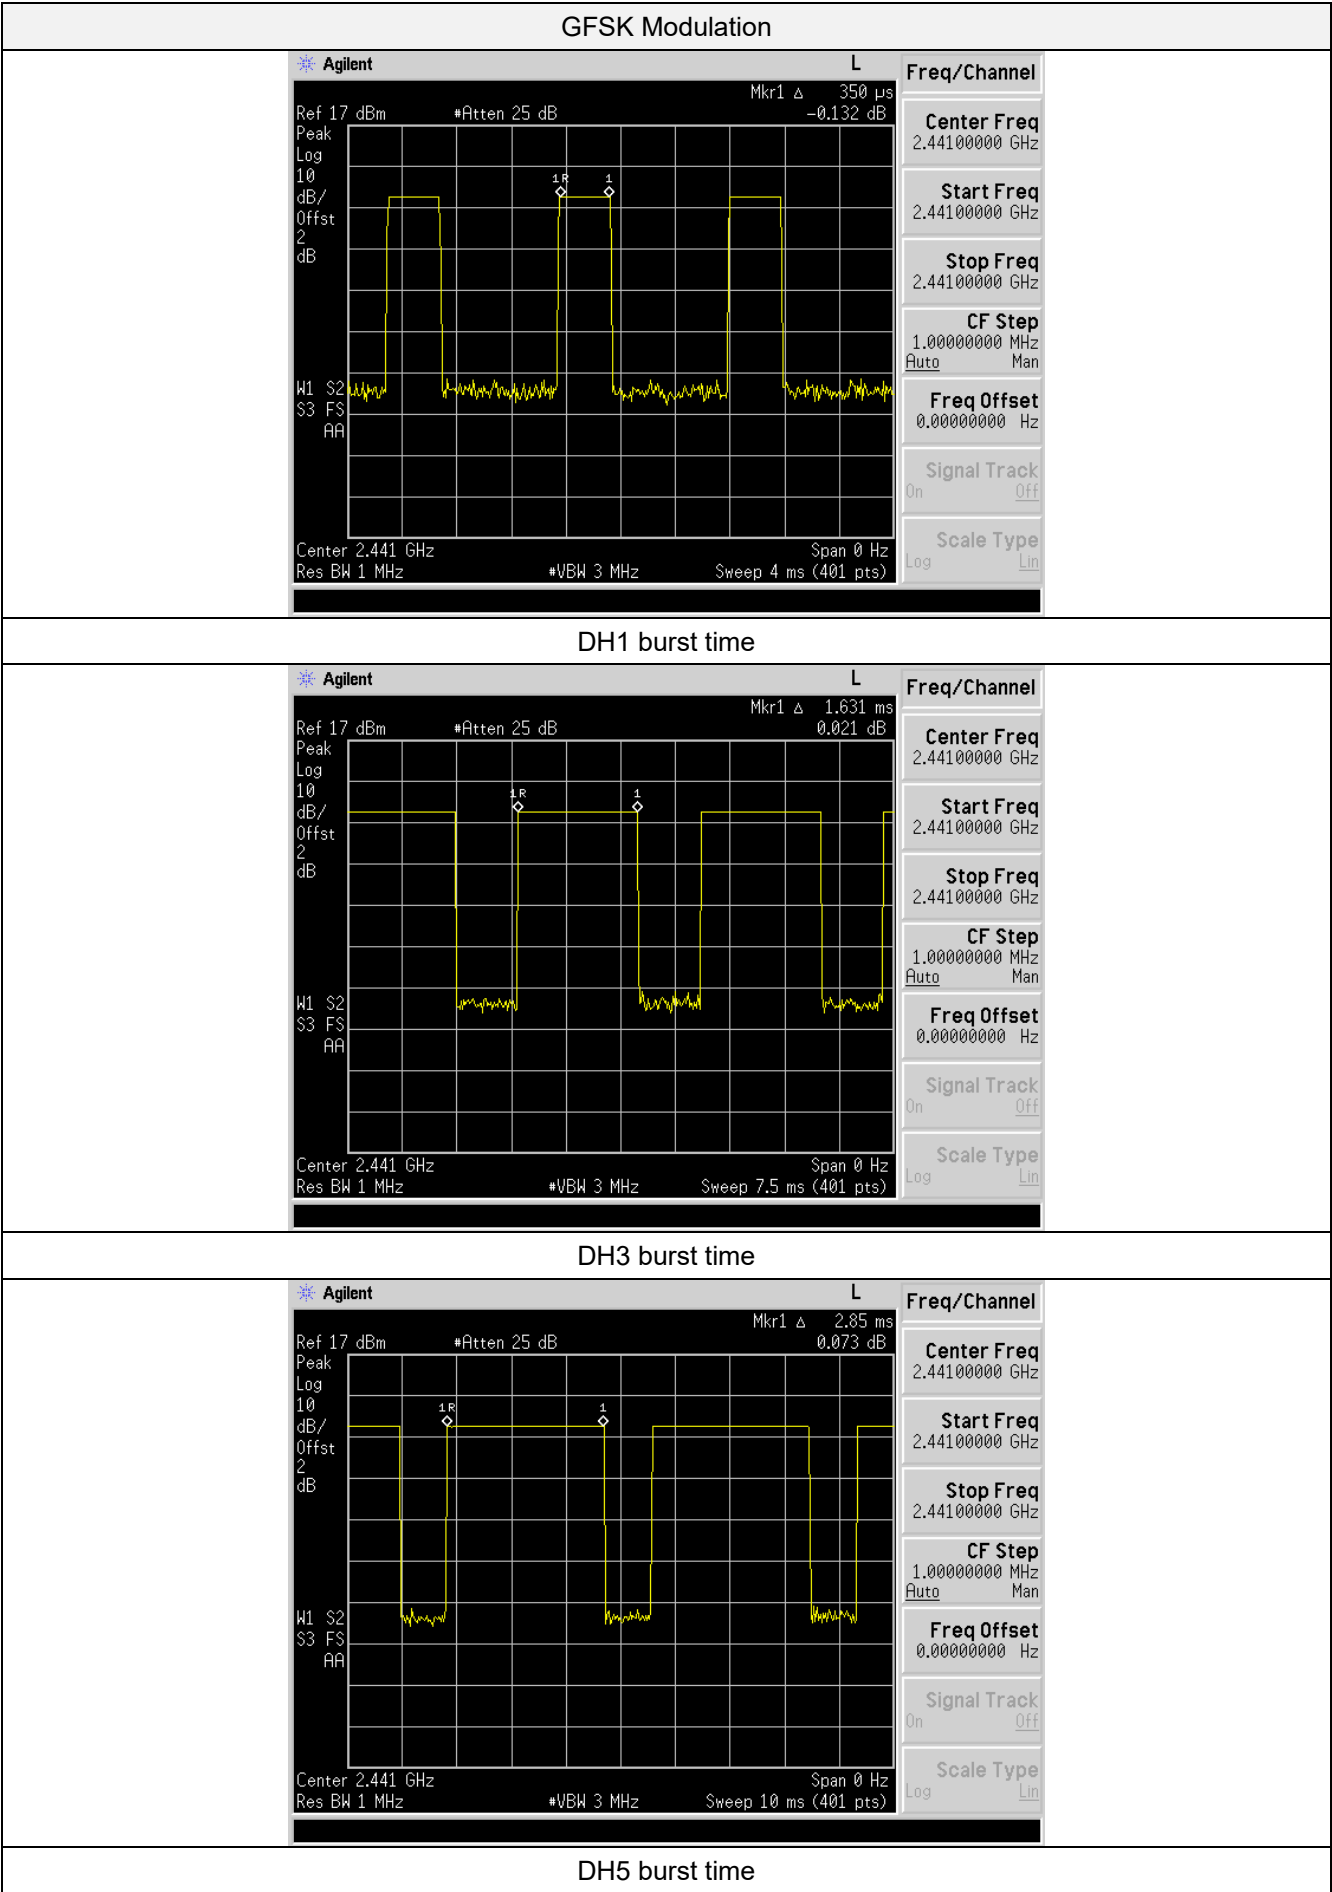 GFSK Modulation
Agilent L Freq/Channel
Mkr1 Δ 350 µs
Ref 17 dBm #Atten 25 dB -0.132 dB
Peak
Log
10
dB/
Offst
2
dB
1R 1
W1 S2
S3 FS
AA
Center 2.441 GHz Span 0 Hz
Res BW 1 MHz #VBW 3 MHz Sweep 4 ms (401 pts)
Center Freq
2.44100000 GHz
Start Freq
2.44100000 GHz
Stop Freq
2.44100000 GHz
CF Step
1.00000000 MHz
Auto Man
Freq Offset
0.00000000 Hz
Signal Track
On Off
Scale Type
Log Lin
DH1 burst time
Agilent L Freq/Channel
Mkr1 Δ 1.631 ms
Ref 17 dBm #Atten 25 dB 0.021 dB
Peak
Log
10
dB/
Offst
2
dB
1R 1
W1 S2
S3 FS
AA
Center 2.441 GHz Span 0 Hz
Res BW 1 MHz #VBW 3 MHz Sweep 7.5 ms (401 pts)
Center Freq
2.44100000 GHz
Start Freq
2.44100000 GHz
Stop Freq
2.44100000 GHz
CF Step
1.00000000 MHz
Auto Man
Freq Offset
0.00000000 Hz
Signal Track
On Off
Scale Type
Log Lin
DH3 burst time
Agilent L Freq/Channel
Mkr1 Δ 2.85 ms
Ref 17 dBm #Atten 25 dB 0.073 dB
Peak
Log
10
dB/
Offst
2
dB
1R 1
W1 S2
S3 FS
AA
Center 2.441 GHz Span 0 Hz
Res BW 1 MHz #VBW 3 MHz Sweep 10 ms (401 pts)
Center Freq
2.44100000 GHz
Start Freq
2.44100000 GHz
Stop Freq
2.44100000 GHz
CF Step
1.00000000 MHz
Auto Man
Freq Offset
0.00000000 Hz
Signal Track
On Off
Scale Type
Log Lin
DH5 burst time